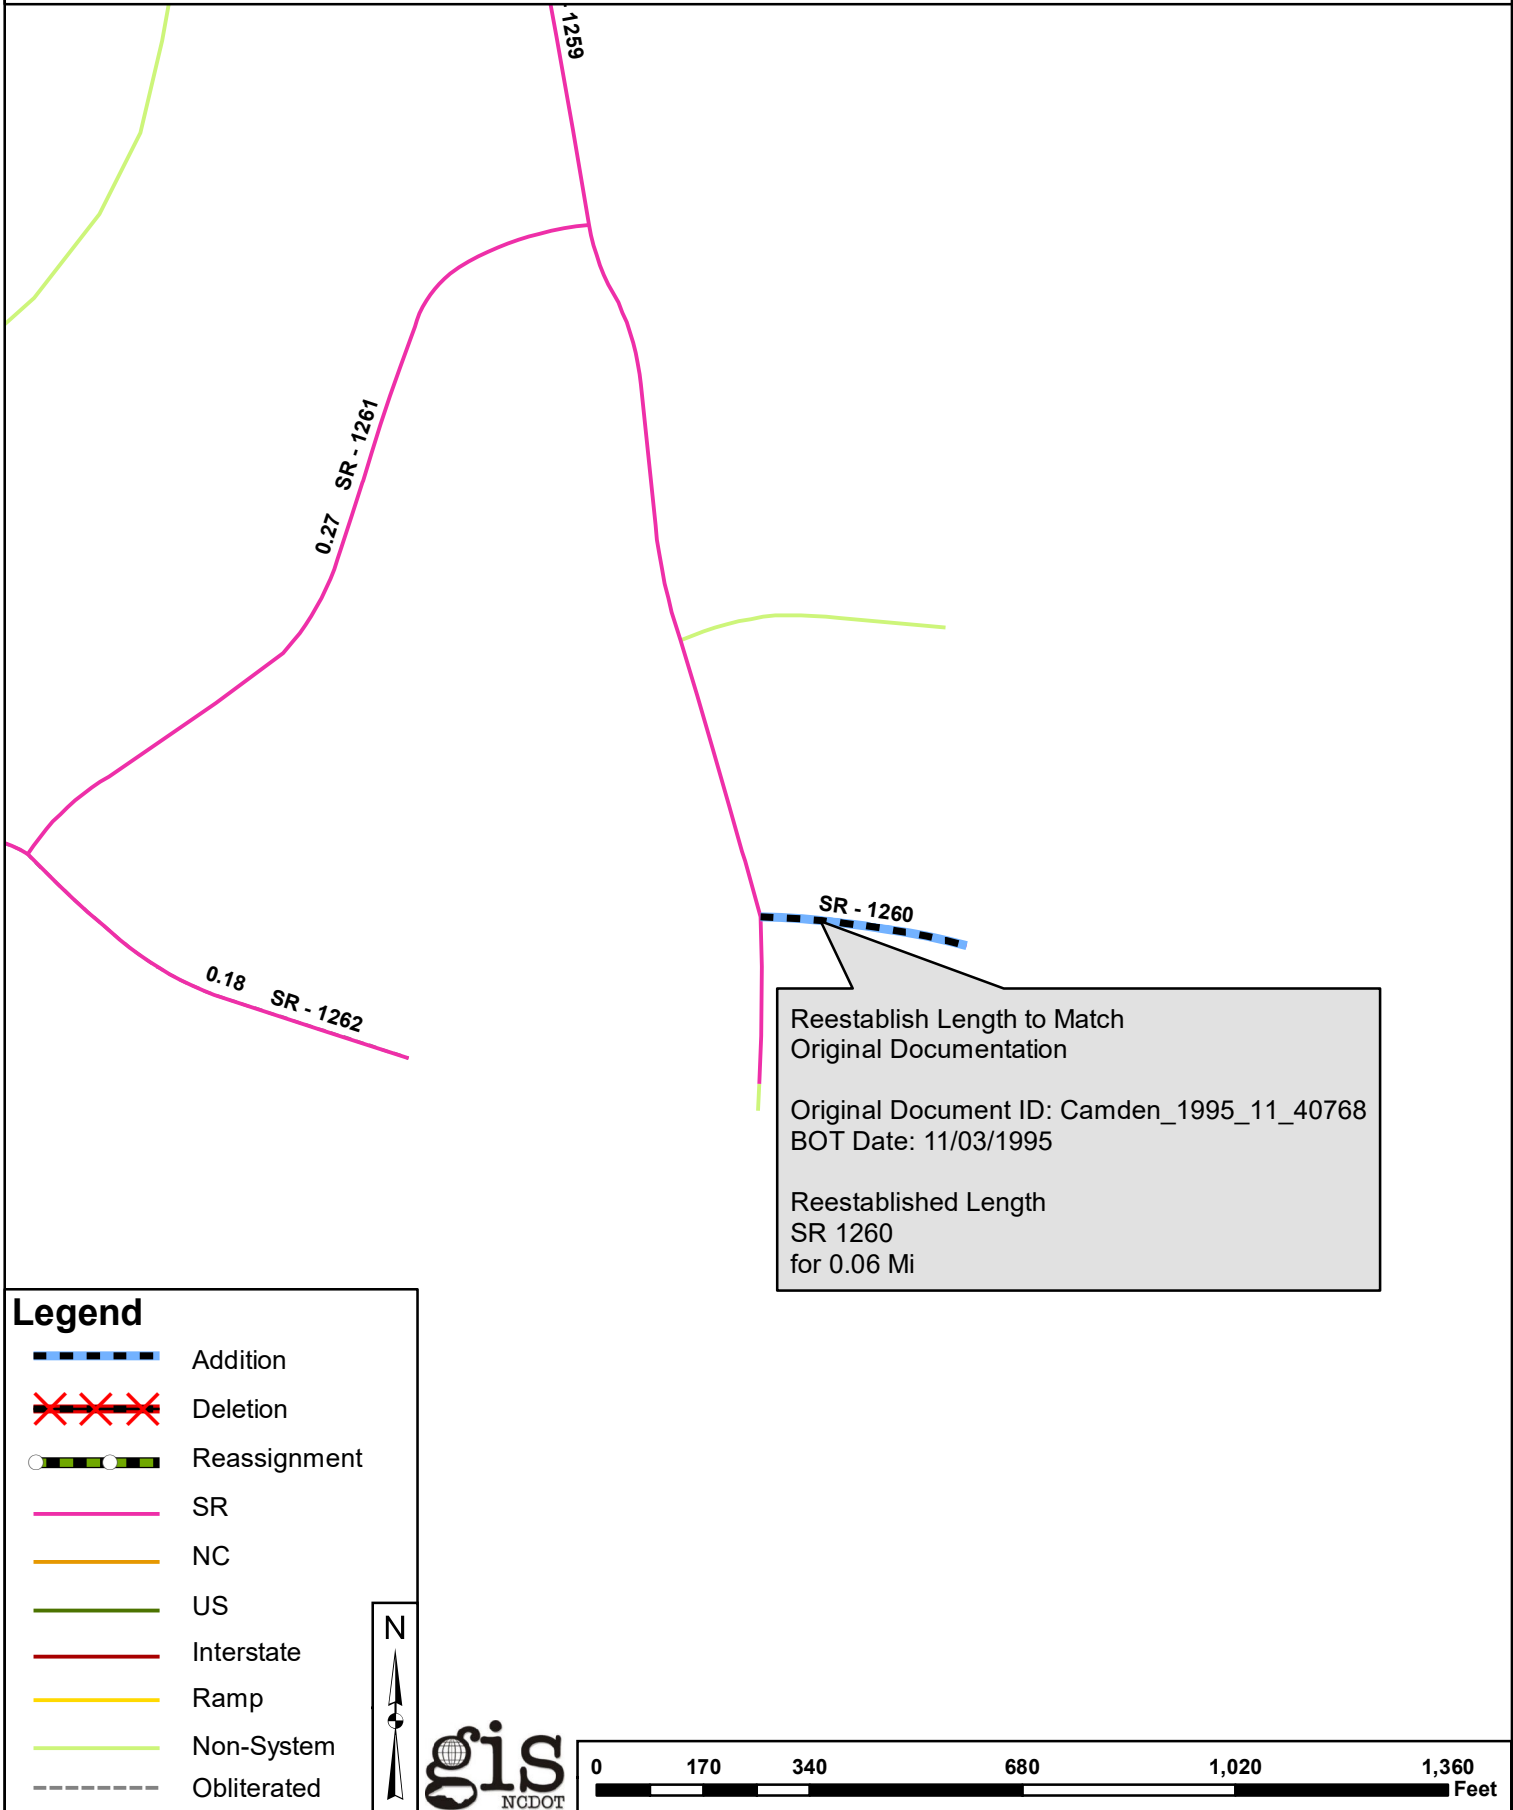 - 1259
0.27 SR - 1261
SR - 1260
0.18 SR - 1262
Reestablish Length to Match
Original Documentation
Original Document ID: Camden_1995_11_40768
BOT Date: 11/03/1995
Reestablished Length
SR 1260
for 0.06 Mi
Legend
Addition
Deletion
Reassignment
SR
NC
US
Interstate
Ramp
Non-System
Obliterated
N
gis
NCDOT
0 170 340 680 1,020 1,360
Feet